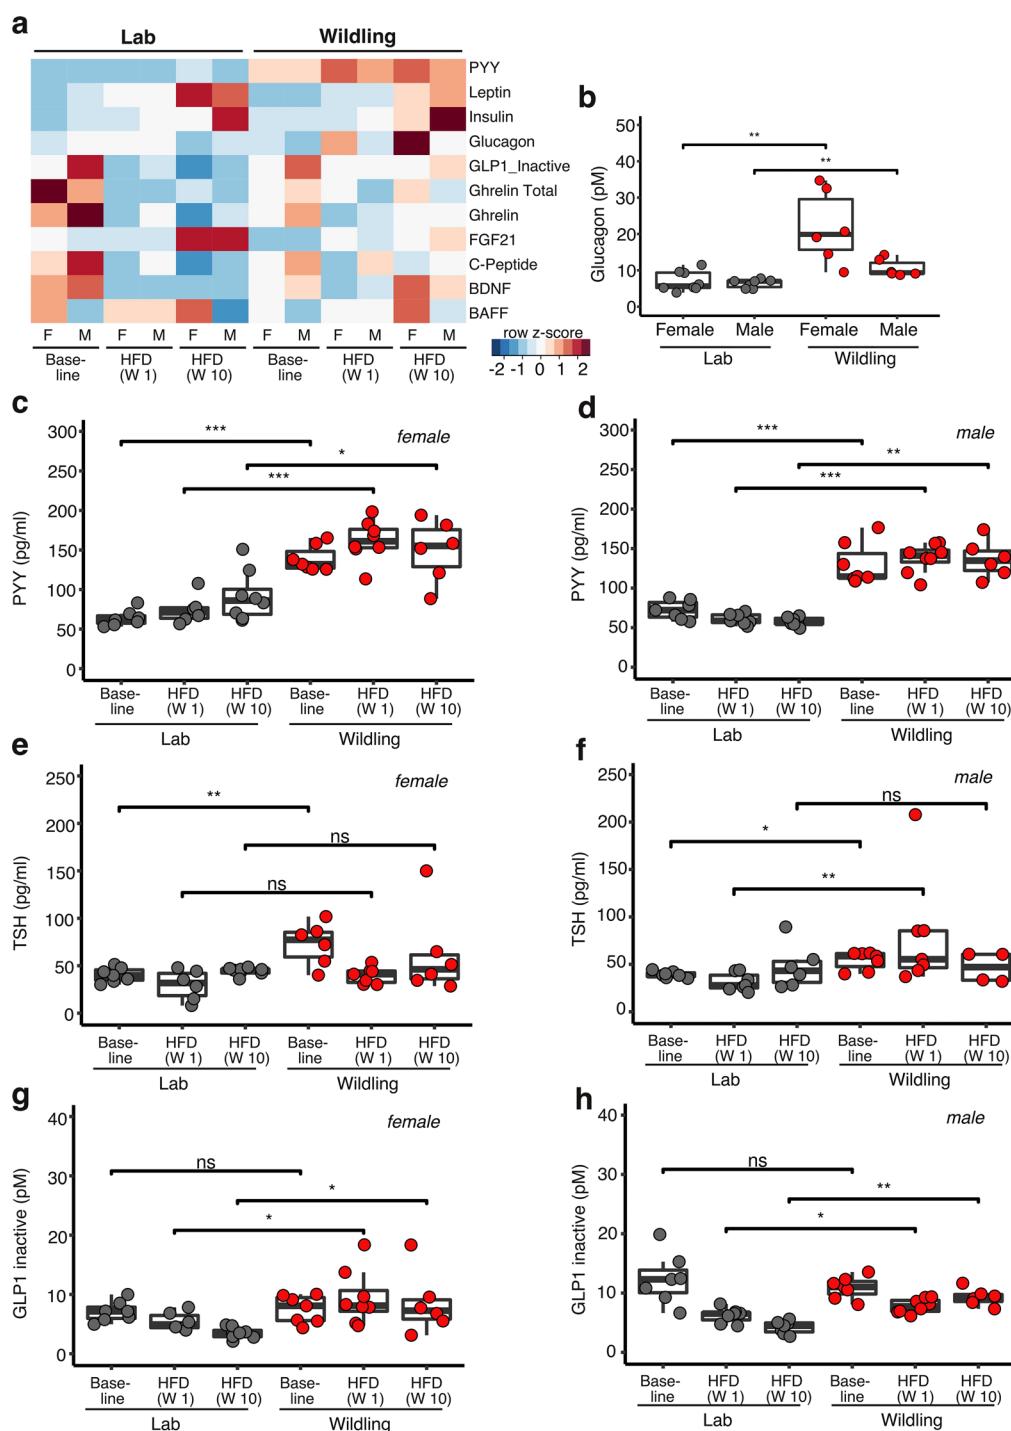 a
Lab Wildling
PYY
Leptin
Insulin
Glucagon
GLP1_Inactive
Ghrelin Total
Ghrelin
FGF21
C-Peptide
BDNF
BAFF
F M F M F M F M F M F M
Base-
line
HFD
(W 1)
HFD
(W 10)
Base-
line
HFD
(W 1)
HFD
(W 10)
row z-score
-2 -1 0 1 2
b
Glucagon (pM)
50
40
30
20
10
0
**
**
Female Male Female Male
Lab Wildling
c
female
PYY (pg/ml)
300
250
200
150
100
50
0
***
*
***
Base-
line
HFD
(W 1)
HFD
(W 10)
Base-
line
HFD
(W 1)
HFD
(W 10)
Lab Wildling
d
male
PYY (pg/ml)
300
250
200
150
100
50
0
***
**
***
Base-
line
HFD
(W 1)
HFD
(W 10)
Base-
line
HFD
(W 1)
HFD
(W 10)
Lab Wildling
e
female
TSH (pg/ml)
250
200
150
100
50
0
**
ns
ns
Base-
line
HFD
(W 1)
HFD
(W 10)
Base-
line
HFD
(W 1)
HFD
(W 10)
Lab Wildling
f
male
TSH (pg/ml)
250
200
150
100
50
0
ns
*
**
Base-
line
HFD
(W 1)
HFD
(W 10)
Base-
line
HFD
(W 1)
HFD
(W 10)
Lab Wildling
g
female
GLP1 inactive (pM)
40
30
20
10
0
ns
*
*
Base-
line
HFD
(W 1)
HFD
(W 10)
Base-
line
HFD
(W 1)
HFD
(W 10)
Lab Wildling
h
male
GLP1 inactive (pM)
40
30
20
10
0
ns
**
*
Base-
line
HFD
(W 1)
HFD
(W 10)
Base-
line
HFD
(W 1)
HFD
(W 10)
Lab Wildling